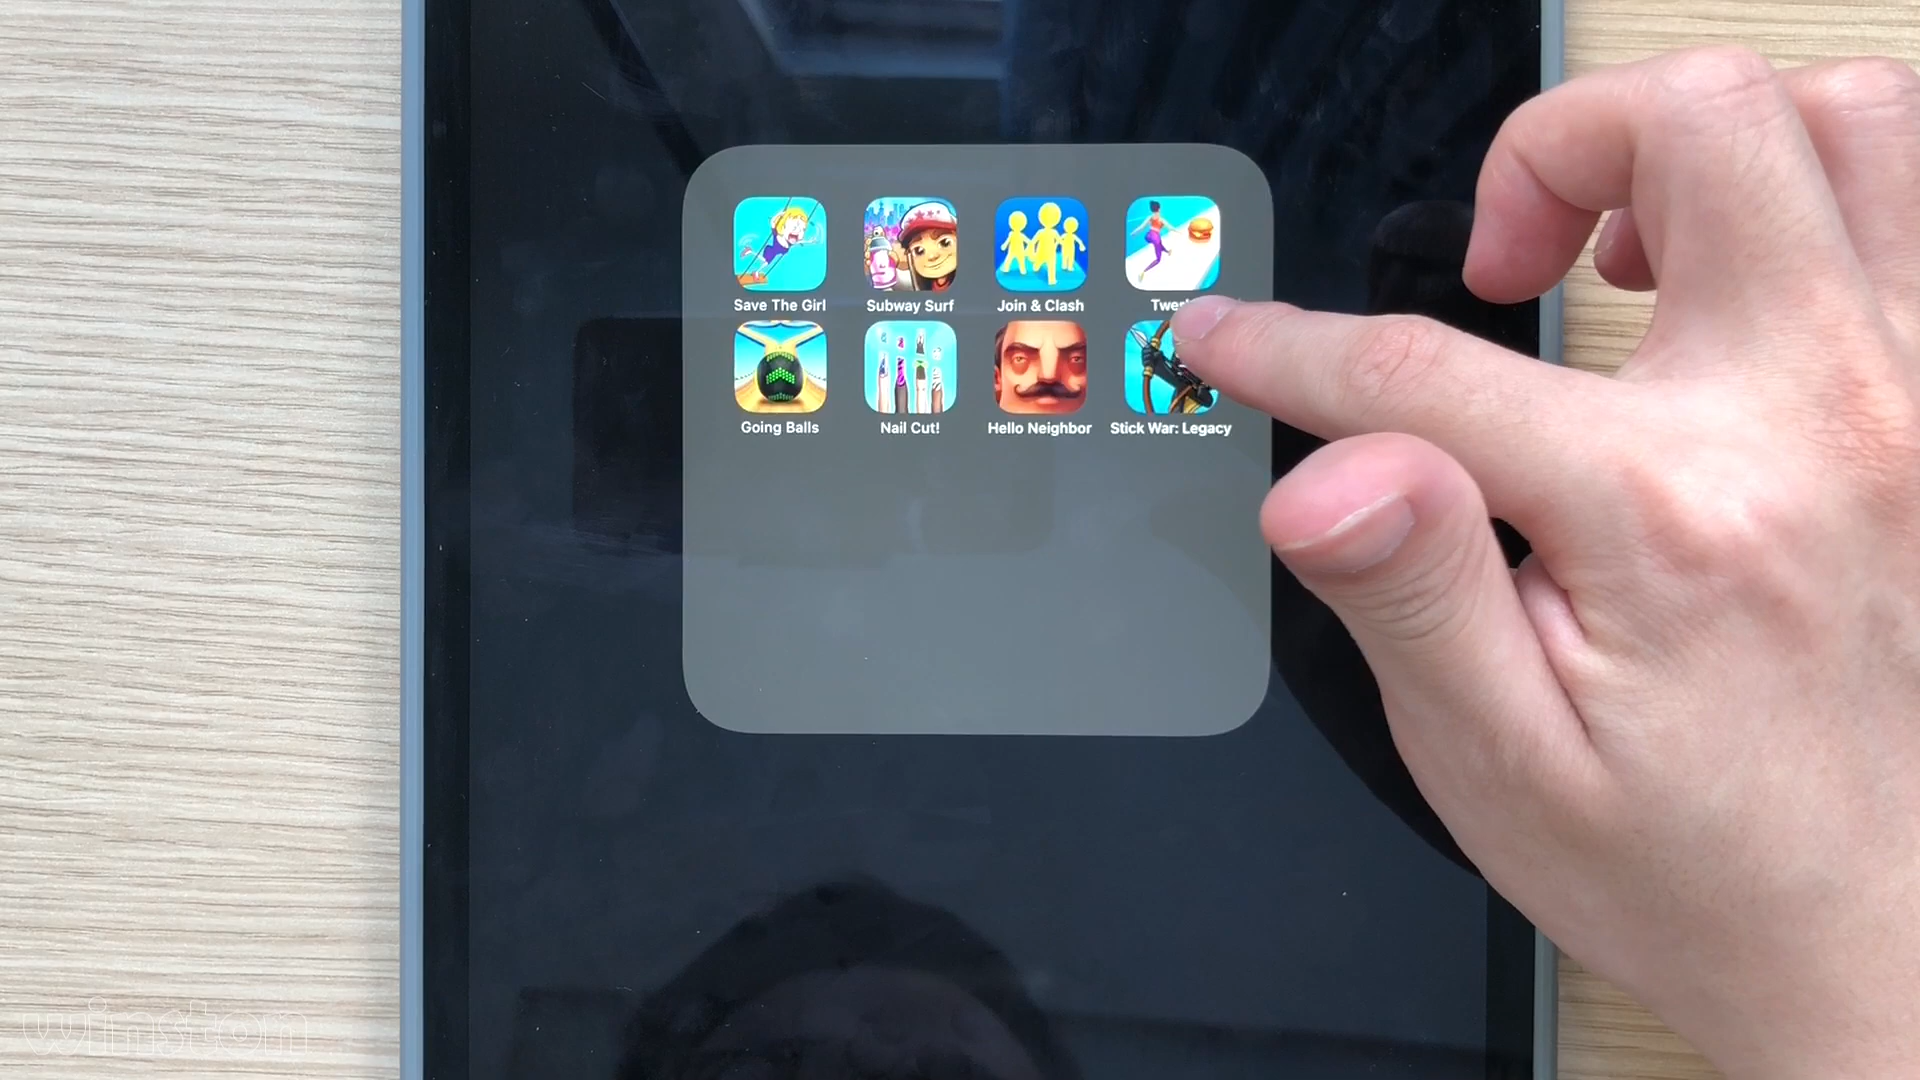 Save The Girl
Subway Surf
Join & Clash
Going Balls
Nail Cut!
Hello Neighbor
Stick War: Legacy
winston